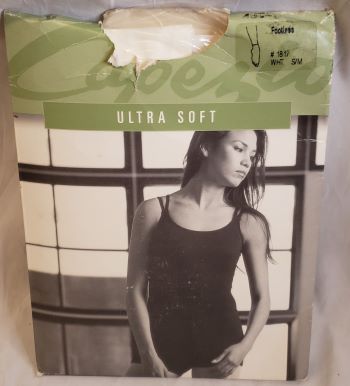 Capezio
Footless
# 1817
WHT S/M
ULTRA SOFT